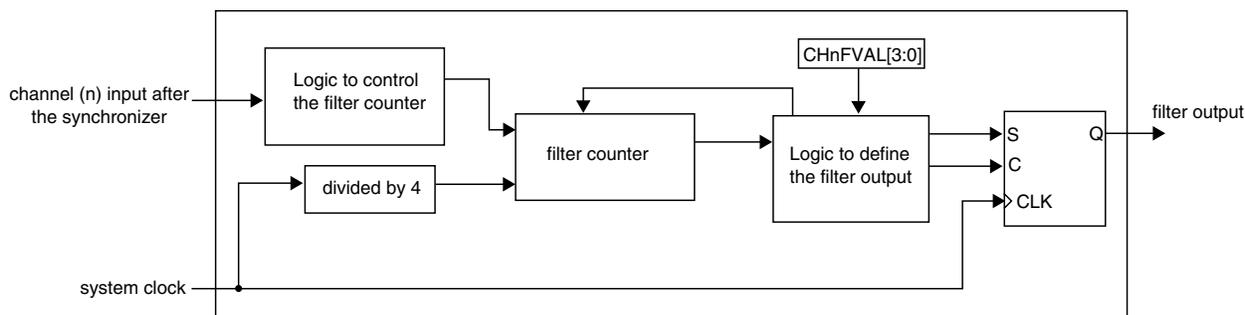 channel (n) input after
the synchronizer
Logic to control
the filter counter
divided by 4
filter counter
CHnFVAL[3:0]
Logic to define
the filter output
S
C
CLK
Q
filter output
system clock